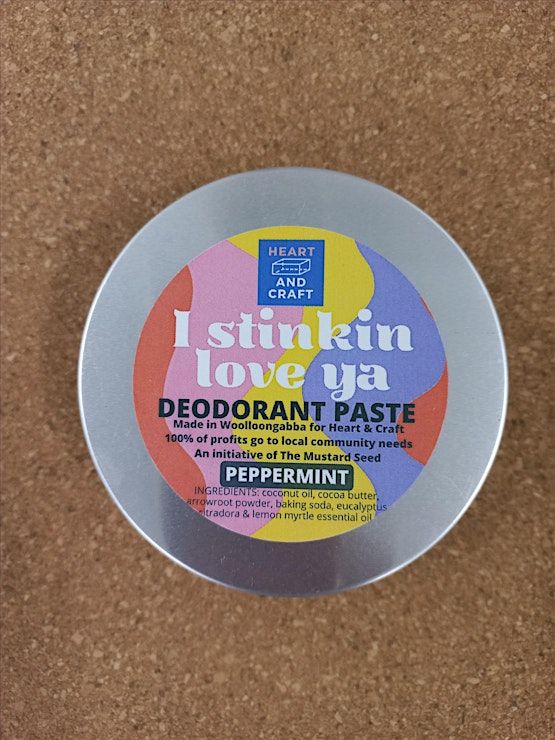 HEART
AND
CRAFT
I stinkin
love ya
DEODORANT PASTE
Made in Woolloongabba for Heart & Craft
100% of profits go to local community needs
An initiative of The Mustard Seed
PEPPERMINT
INGREDIENTS: coconut oil, cocoa butter,
arrowroot powder, baking soda, eucalyptus
citradora & lemon myrtle essential oil